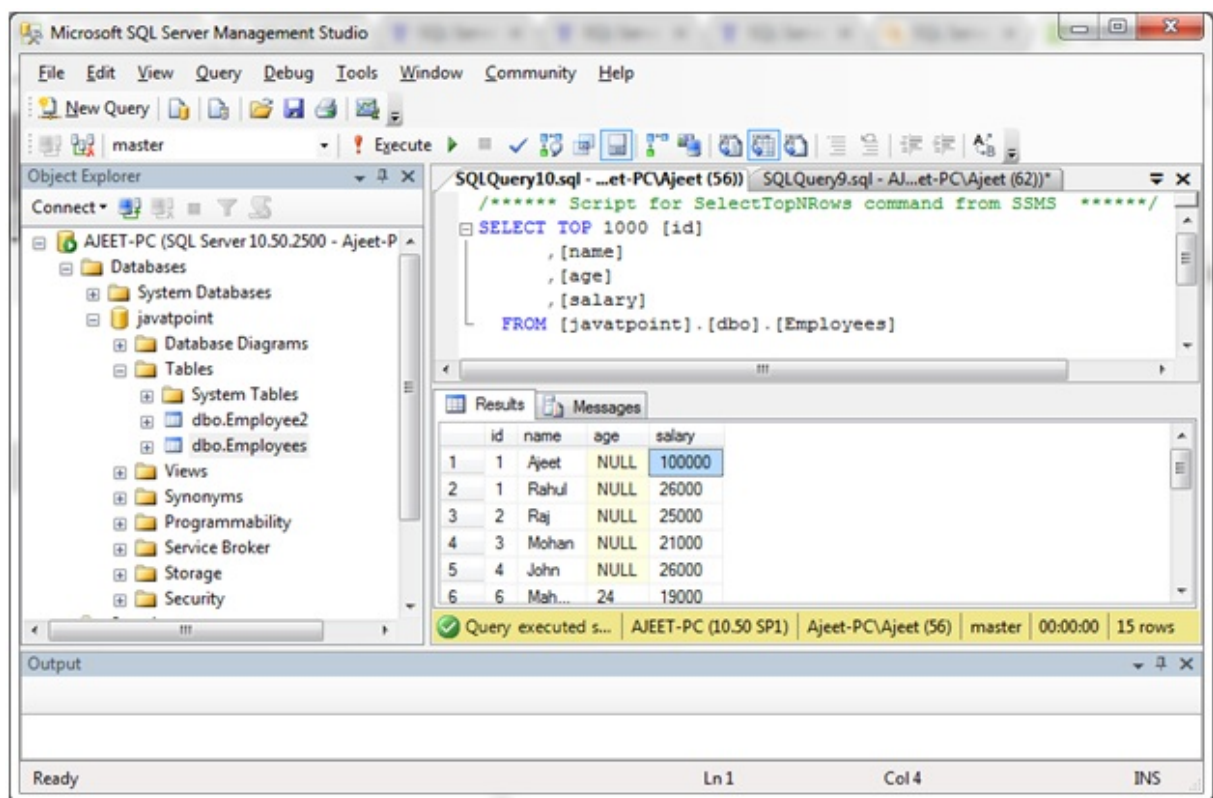 Microsoft SQL Server Management Studio
File Edit View Query Debug Tools Window Community Help
New Query
master Execute
Object Explorer
Connect
AJEET-PC (SQL Server 10.50.2500 - Ajeet-P
Databases
System Databases
javatpoint
Database Diagrams
Tables
System Tables
dbo.Employee2
dbo.Employees
Views
Synonyms
Programmability
Service Broker
Storage
Security
SQLQuery10.sql - ...et-PC\Ajeet (56)) SQLQuery9.sql - AJ...et-PC\Ajeet (62))*
/****** Script for SelectTopNRows command from SSMS ******/
SELECT TOP 1000 [id]
,[name]
,[age]
,[salary]
FROM [javatpoint].[dbo].[Employees]
Results Messages
id name age salary
1 1 Ajeet NULL 100000
2 1 Rahul NULL 26000
3 2 Raj NULL 25000
4 3 Mohan NULL 21000
5 4 John NULL 26000
6 6 Mah... 24 19000
Query executed s... AJEET-PC (10.50 SP1) Ajeet-PC\Ajeet (56) master 00:00:00 15 rows
Output
Ready Ln 1 Col 4 INS